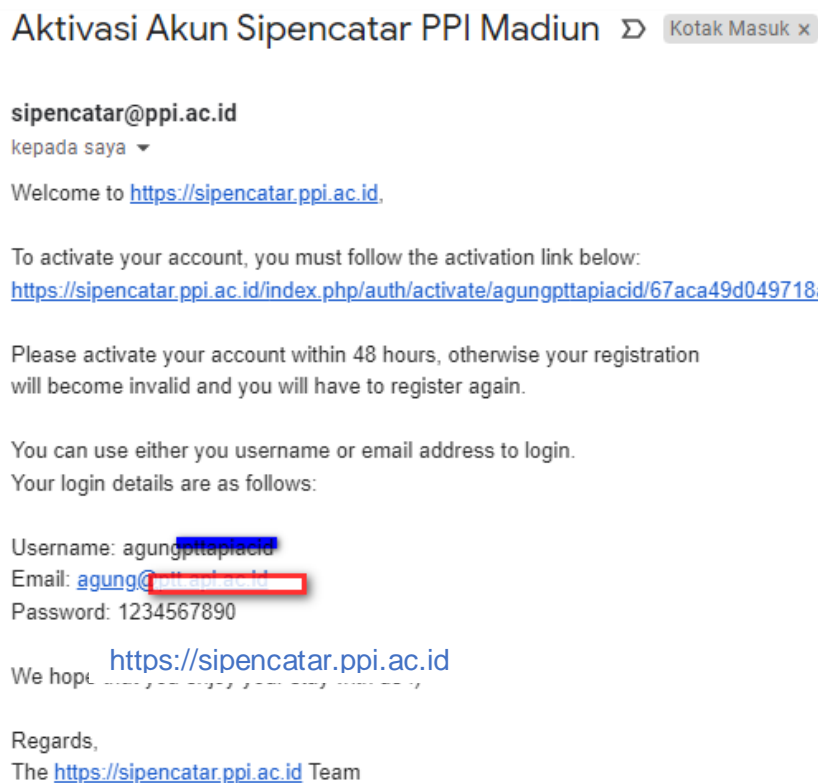 Aktivasi Akun Sipencatar PPI Madiun Kotak Masuk ×
sipencatar@ppi.ac.id
kepada saya
Welcome to https://sipencatar.ppi.ac.id,
To activate your account, you must follow the activation link below:
https://sipencatar.ppi.ac.id/index.php/auth/activate/agungpttapiacid/67aca49d049718
Please activate your account within 48 hours, otherwise your registration
will become invalid and you will have to register again.
You can use either you username or email address to login.
Your login details are as follows:
Username: agung
Email: agung@
Password: 1234567890
https://sipencatar.ppi.ac.id
We hope
Regards,
The https://sipencatar.ppi.ac.id Team